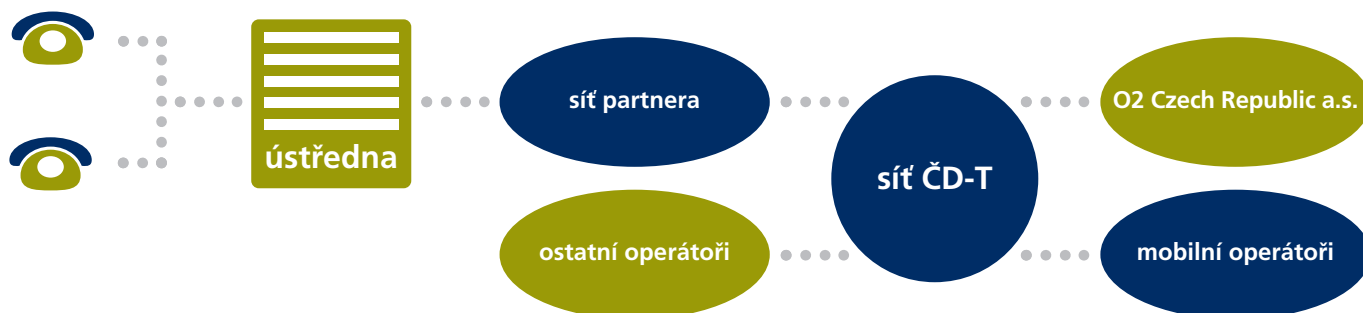 síť partnera
O2 Czech Republic a.s.
ústředna
síť ČD-T
ostatní operátoři
mobilní operátoři